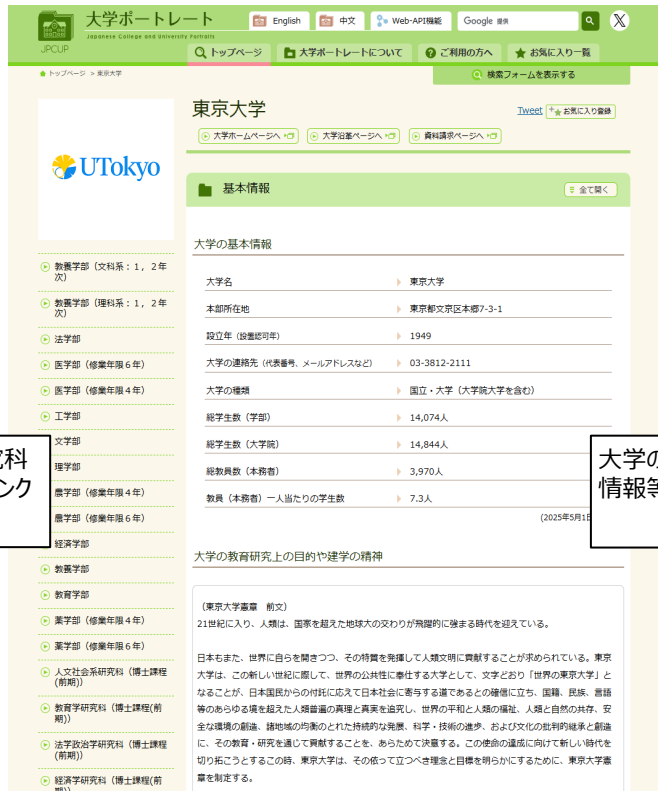 大学ポートレート
Japanese College and University Portraits
JPCUP
English
中文
Web-API機能
Google 提供
X
トップページ
大学ポートレートについて
ご利用の方へ
お気に入り一覧
トップページ > 東京大学
検索フォームを表示する
UTokyo
東京大学
Tweet
お気に入り登録
大学ホームページへ
大学沿革ページへ
資料請求ページへ
基本情報
全て開く
教養学部（文科系：１，２年次）
教養学部（理科系：１，２年次）
法学部
医学部（修業年限６年）
医学部（修業年限４年）
工学部
文学部
理学部
農学部（修業年限４年）
農学部（修業年限６年）
経済学部
教養学部
教育学部
薬学部（修業年限４年）
薬学部（修業年限６年）
人文社会系研究科（博士課程(前期)）
教育学研究科（博士課程(前期)）
法学政治学研究科（博士課程(前期)）
経済学研究科（博士課程(前期)）
科
ンク
大学の基本情報
大学名 東京大学
本部所在地 東京都文京区本郷7-3-1
設立年（設置認可年） 1949
大学の連絡先（代表番号、メールアドレスなど） 03-3812-2111
大学の種類 国立・大学（大学院大学を含む）
総学生数（学部） 14,074人
総学生数（大学院） 14,844人
総教員数（本務者） 3,970人
教員（本務者）一人当たりの学生数 7.3人
(2025年5月1日
大学の
情報等
大学の教育研究上の目的や建学の精神
（東京大学憲章　前文）
21世紀に入り、人類は、国家を超えた地球大の交わりが飛躍的に強まる時代を迎えている。
日本もまた、世界に自らを開きつつ、その特質を発揮して人類文明に貢献することが求められている。東京
大学は、この新しい世紀に際して、世界の公共性に奉仕する大学として、文字どおり「世界の東京大学」と
なることが、日本国民からの付託に応えて日本社会に寄与する道であるとの確信に立ち、国籍、民族、言語
等のあらゆる境を超えた人類普遍の真理と真実を追究し、世界の平和と人類の福祉、人類と自然の共存、安
全な環境の創造、諸地域の均衡のとれた持続的な発展、科学・技術の進歩、および文化の批判的継承と創造
に、その教育・研究を通じて貢献することを、あらためて決意する。この使命の達成に向けて新しい時代を
切り拓こうとするこの時、東京大学は、その依って立つべき理念と目標を明らかにするために、東京大学憲
章を制定する。